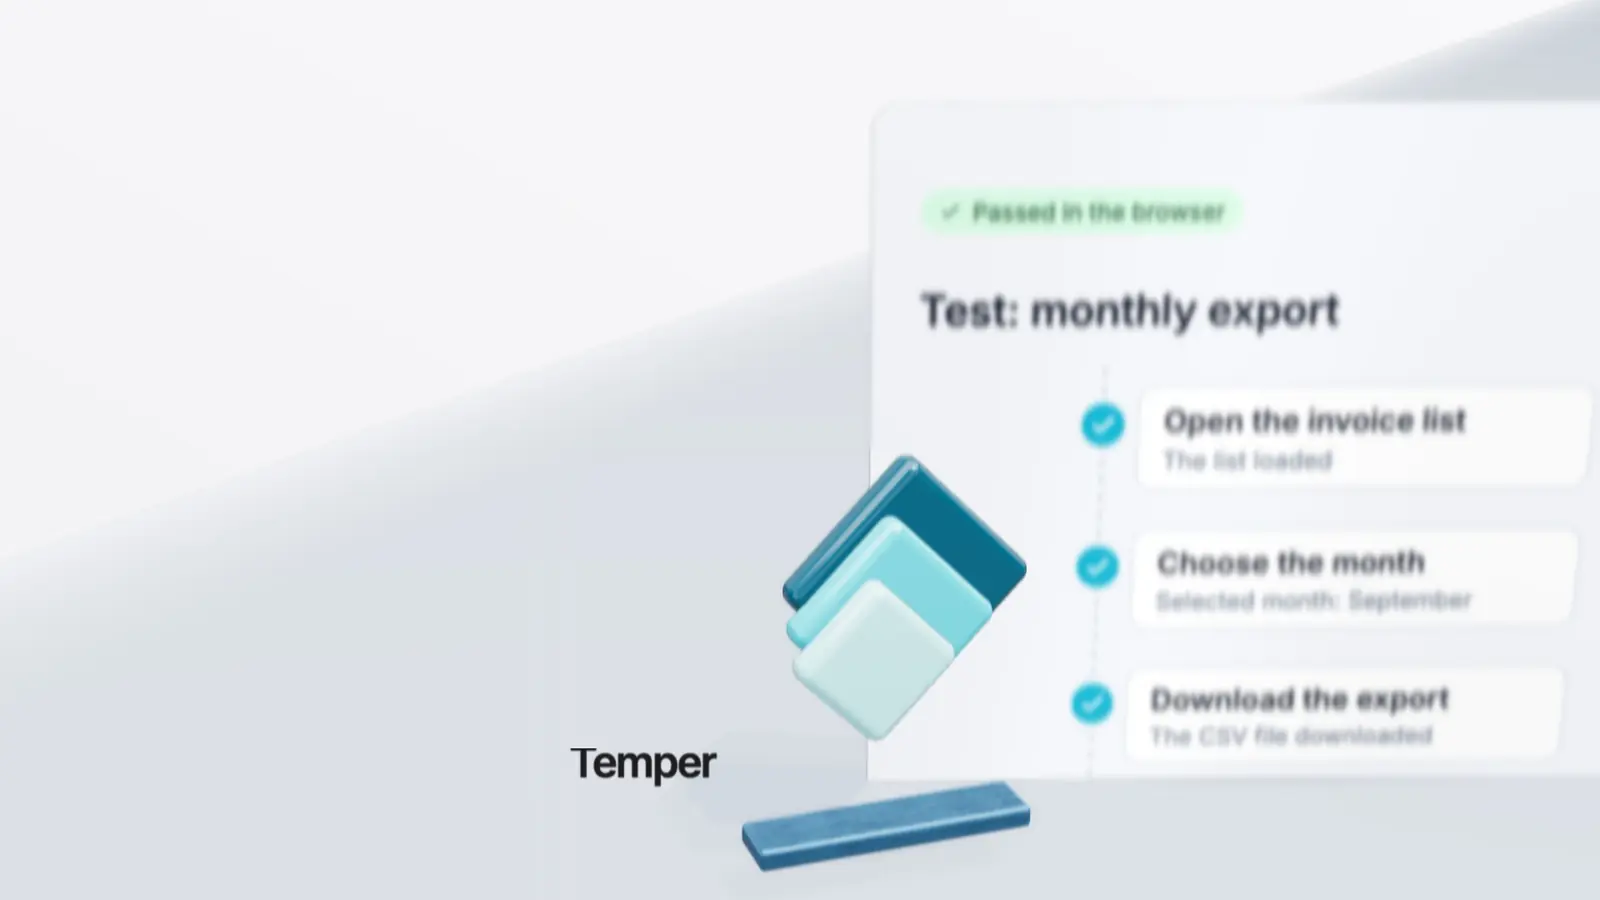 Passed in the browser
Test: monthly export
Open the invoice list
The list loaded
Choose the month
Selected month: September
Download the export
The CSV file downloaded
Temper